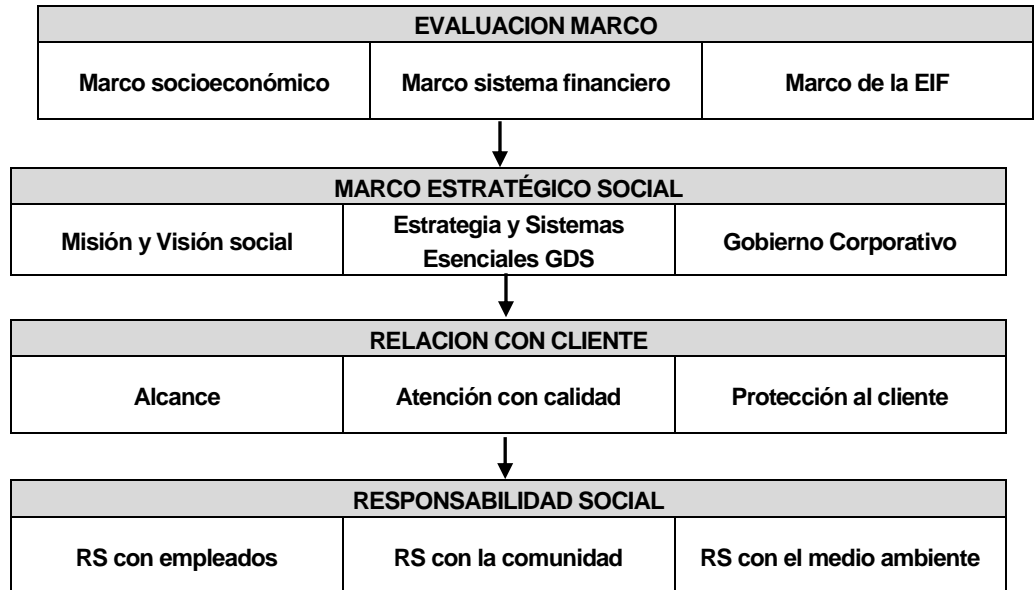 EVALUACION MARCO
Marco socioeconómico
Marco sistema financiero
Marco de la EIF
MARCO ESTRATÉGICO SOCIAL
Misión y Visión social
Estrategia y Sistemas
Esenciales GDS
Gobierno Corporativo
RELACION CON CLIENTE
Alcance
Atención con calidad
Protección al cliente
RESPONSABILIDAD SOCIAL
RS con empleados
RS con la comunidad
RS con el medio ambiente